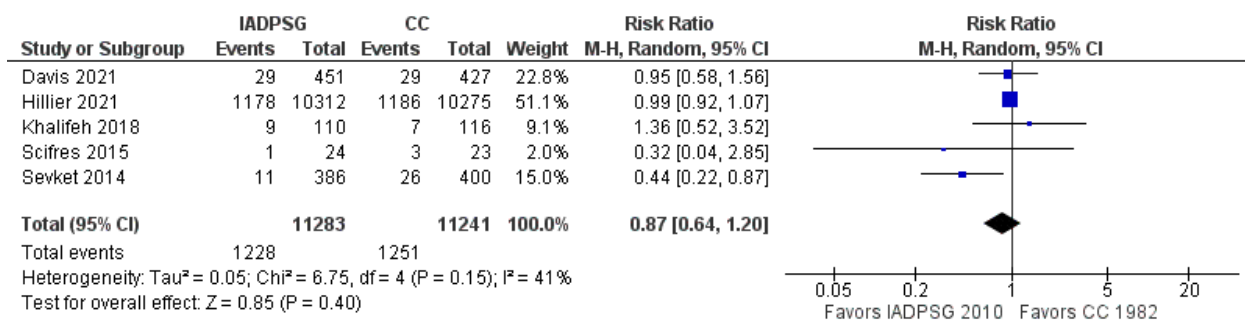 IADPSG CC Risk Ratio Risk Ratio
Study or Subgroup Events Total Events Total Weight M-H, Random, 95% CI M-H, Random, 95% CI
Davis 2021 29 451 29 427 22.8% 0.95 [0.58, 1.56]
Hillier 2021 1178 10312 1186 10275 51.1% 0.99 [0.92, 1.07]
Khalifeh 2018 9 110 7 116 9.1% 1.36 [0.52, 3.52]
Scifres 2015 1 24 3 23 2.0% 0.32 [0.04, 2.85]
Sevket 2014 11 386 26 400 15.0% 0.44 [0.22, 0.87]
Total (95% CI) 11283 11241 100.0% 0.87 [0.64, 1.20]
Total events 1228 1251
Heterogeneity: Tau² = 0.05; Chi² = 6.75, df = 4 (P = 0.15); I² = 41%
Test for overall effect: Z = 0.85 (P = 0.40)
0.05 0.2 1 5 20
Favors IADPSG 2010 Favors CC 1982